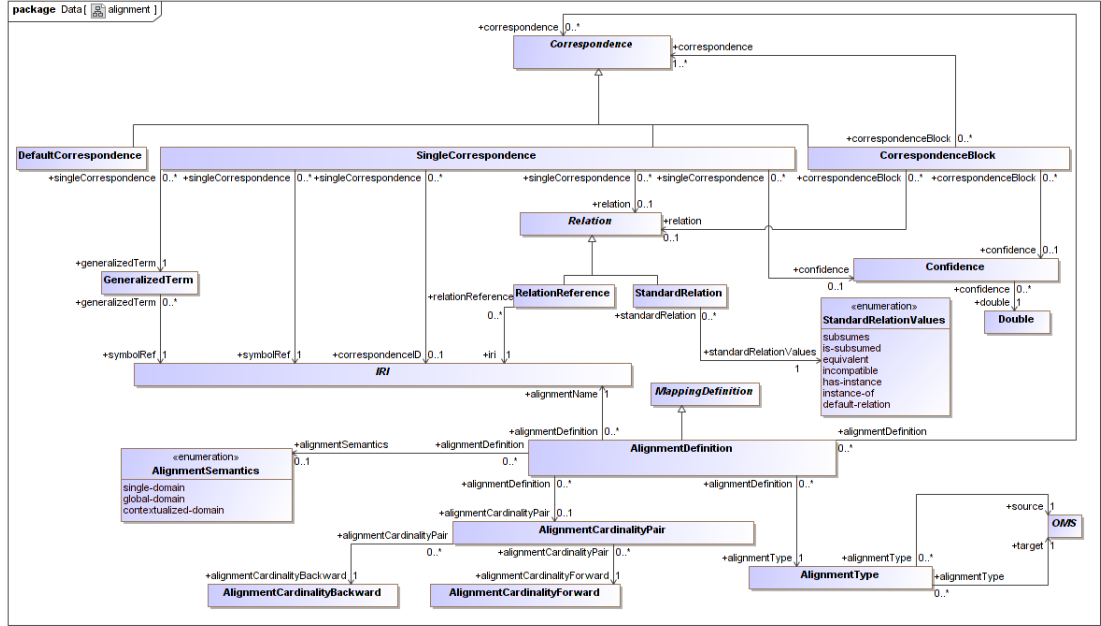 package Data [ alignment ]
+correspondence 0..*
Correspondence
+correspondence
1..*
+correspondenceBlock 0..*
DefaultCorrespondence
SingleCorrespondence
CorrespondenceBlock
+singleCorrespondence 0..*
+singleCorrespondence 0..*
+singleCorrespondence 0..*
+singleCorrespondence 0..*
+singleCorrespondence 0..*
+correspondenceBlock 0..*
+correspondenceBlock 0..*
+relation 0..1
Relation
+relation
0..1
+generalizedTerm 1
GeneralizedTerm
+generalizedTerm 0..*
+confidence 0..1
+confidence
0..1
Confidence
+confidence 0..*
+double 1
Double
+relationReference
0..*
RelationReference
StandardRelation
+standardRelation 0..*
+standardRelationValues
1
«enumeration»
StandardRelationValues
subsumes
is-subsumed
equivalent
incompatible
has-instance
instance-of
default-relation
+symbolRef 1
+symbolRef 1
+correspondenceID 0..1
+iri 1
IRI
+alignmentName 1
MappingDefinition
+alignmentDefinition 0..*
+alignmentDefinition
0..*
AlignmentDefinition
+alignmentSemantics
0..1
+alignmentDefinition
0..*
«enumeration»
AlignmentSemantics
single-domain
global-domain
contextualized-domain
+alignmentDefinition 0..*
+alignmentDefinition 0..*
+alignmentCardinalityPair 0..1
AlignmentCardinalityPair
+alignmentCardinalityPair
0..*
+alignmentCardinalityPair 0..*
+source 1
OMS
+target 1
+alignmentType 1
+alignmentType 0..*
AlignmentType
+alignmentType
0..*
+alignmentCardinalityBackward 1
AlignmentCardinalityBackward
+alignmentCardinalityForward 1
AlignmentCardinalityForward